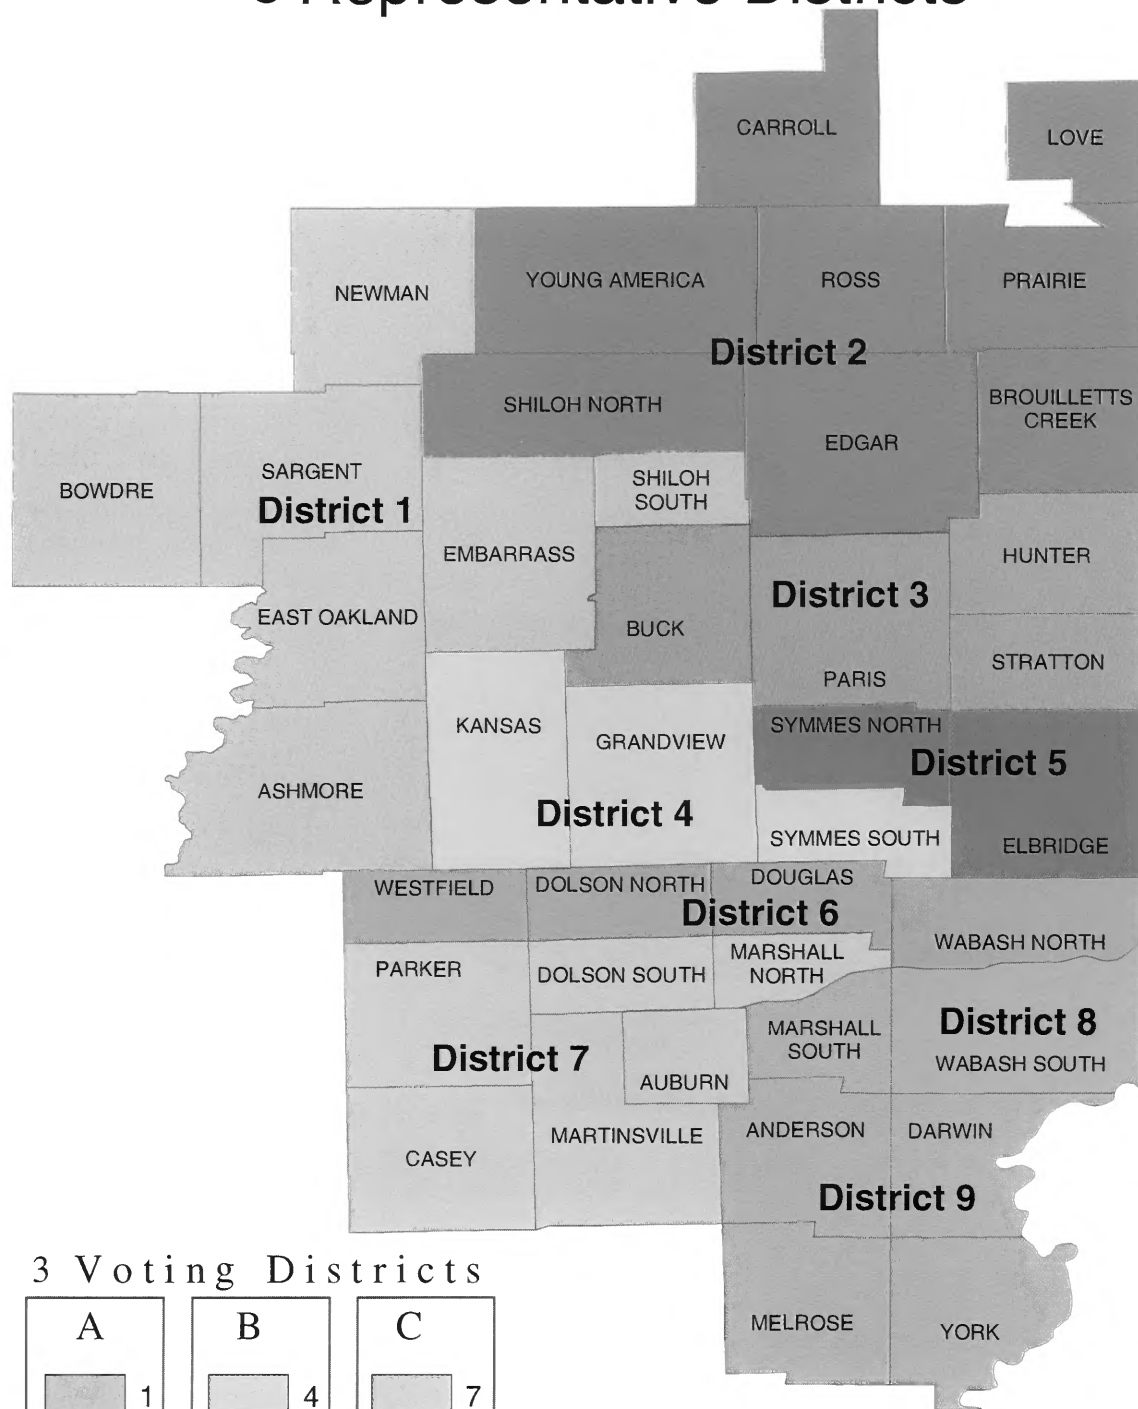 Representative Districts
CARROLL
LOVE
NEWMAN
YOUNG AMERICA
ROSS
PRAIRIE
District 2
SHILOH NORTH
EDGAR
BROUILLETTS
CREEK
BOWDRE
SARGENT
District 1
SHILOH
SOUTH
EMBARRASS
HUNTER
District 3
EAST OAKLAND
BUCK
STRATTON
PARIS
KANSAS
GRANDVIEW
SYMMES NORTH
District 5
ASHMORE
District 4
SYMMES SOUTH
ELBRIDGE
WESTFIELD
DOLSON NORTH
DOUGLAS
District 6
PARKER
DOLSON SOUTH
MARSHALL
NORTH
WABASH NORTH
District 7
AUBURN
MARSHALL
SOUTH
District 8
WABASH SOUTH
CASEY
MARTINSVILLE
ANDERSON
DARWIN
District 9
MELROSE
YORK
3 Voting Districts
A
B
C
1
4
7